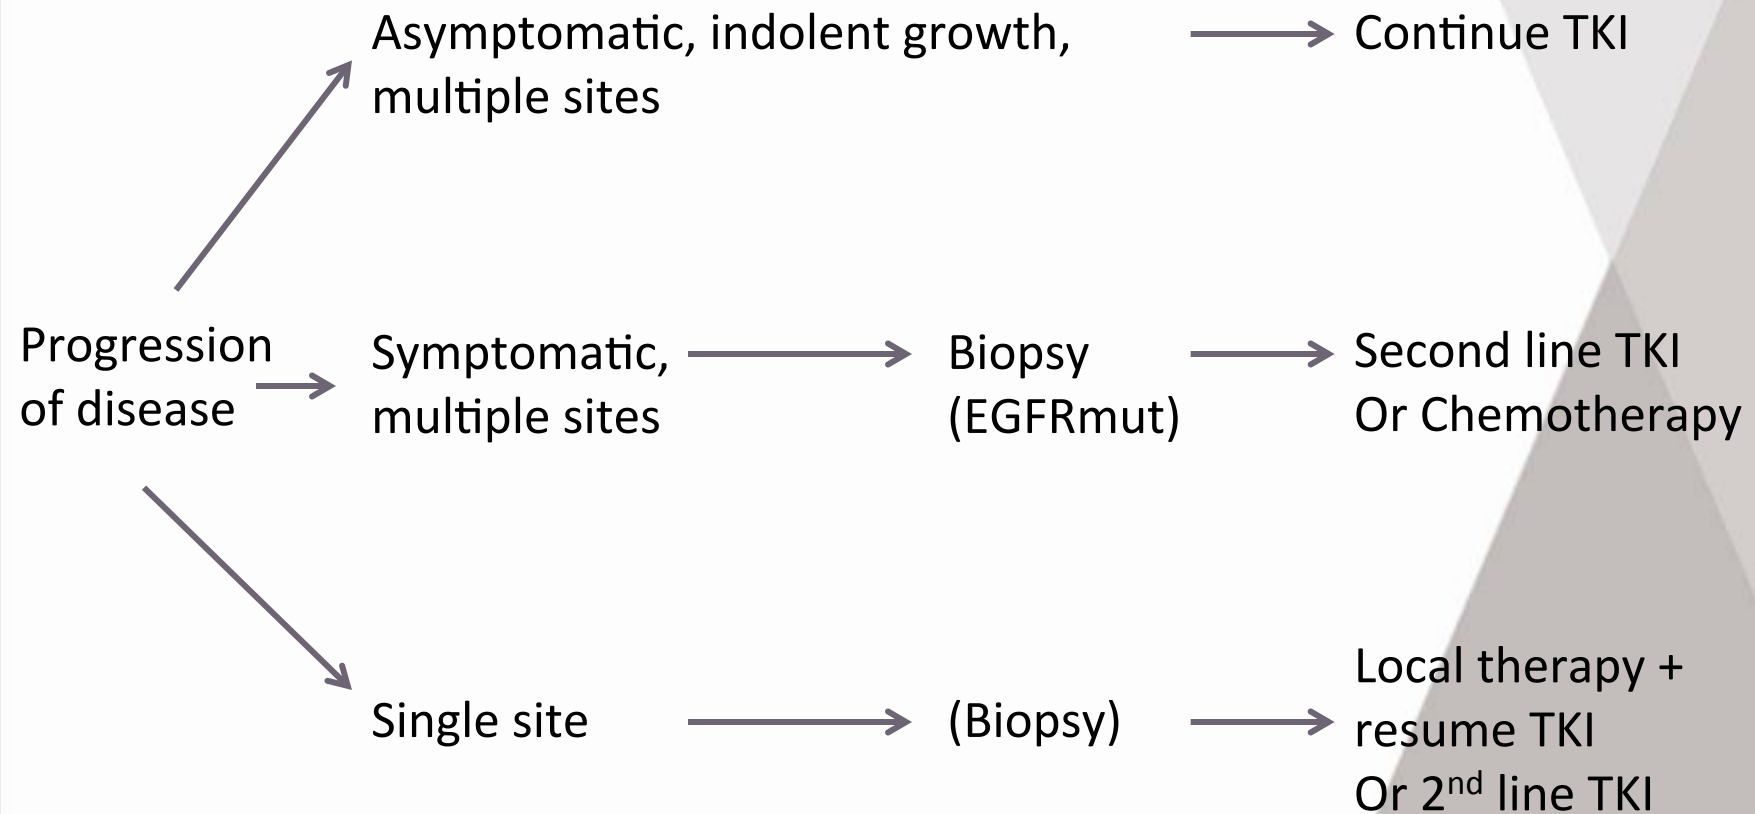 Asymptomatic, indolent growth,
multiple sites
Continue TKI
Progression
of disease
Symptomatic,
multiple sites
Biopsy
(EGFRmut)
Second line TKI
Or Chemotherapy
Single site
(Biopsy)
Local therapy +
resume TKI
Or 2nd line TKI